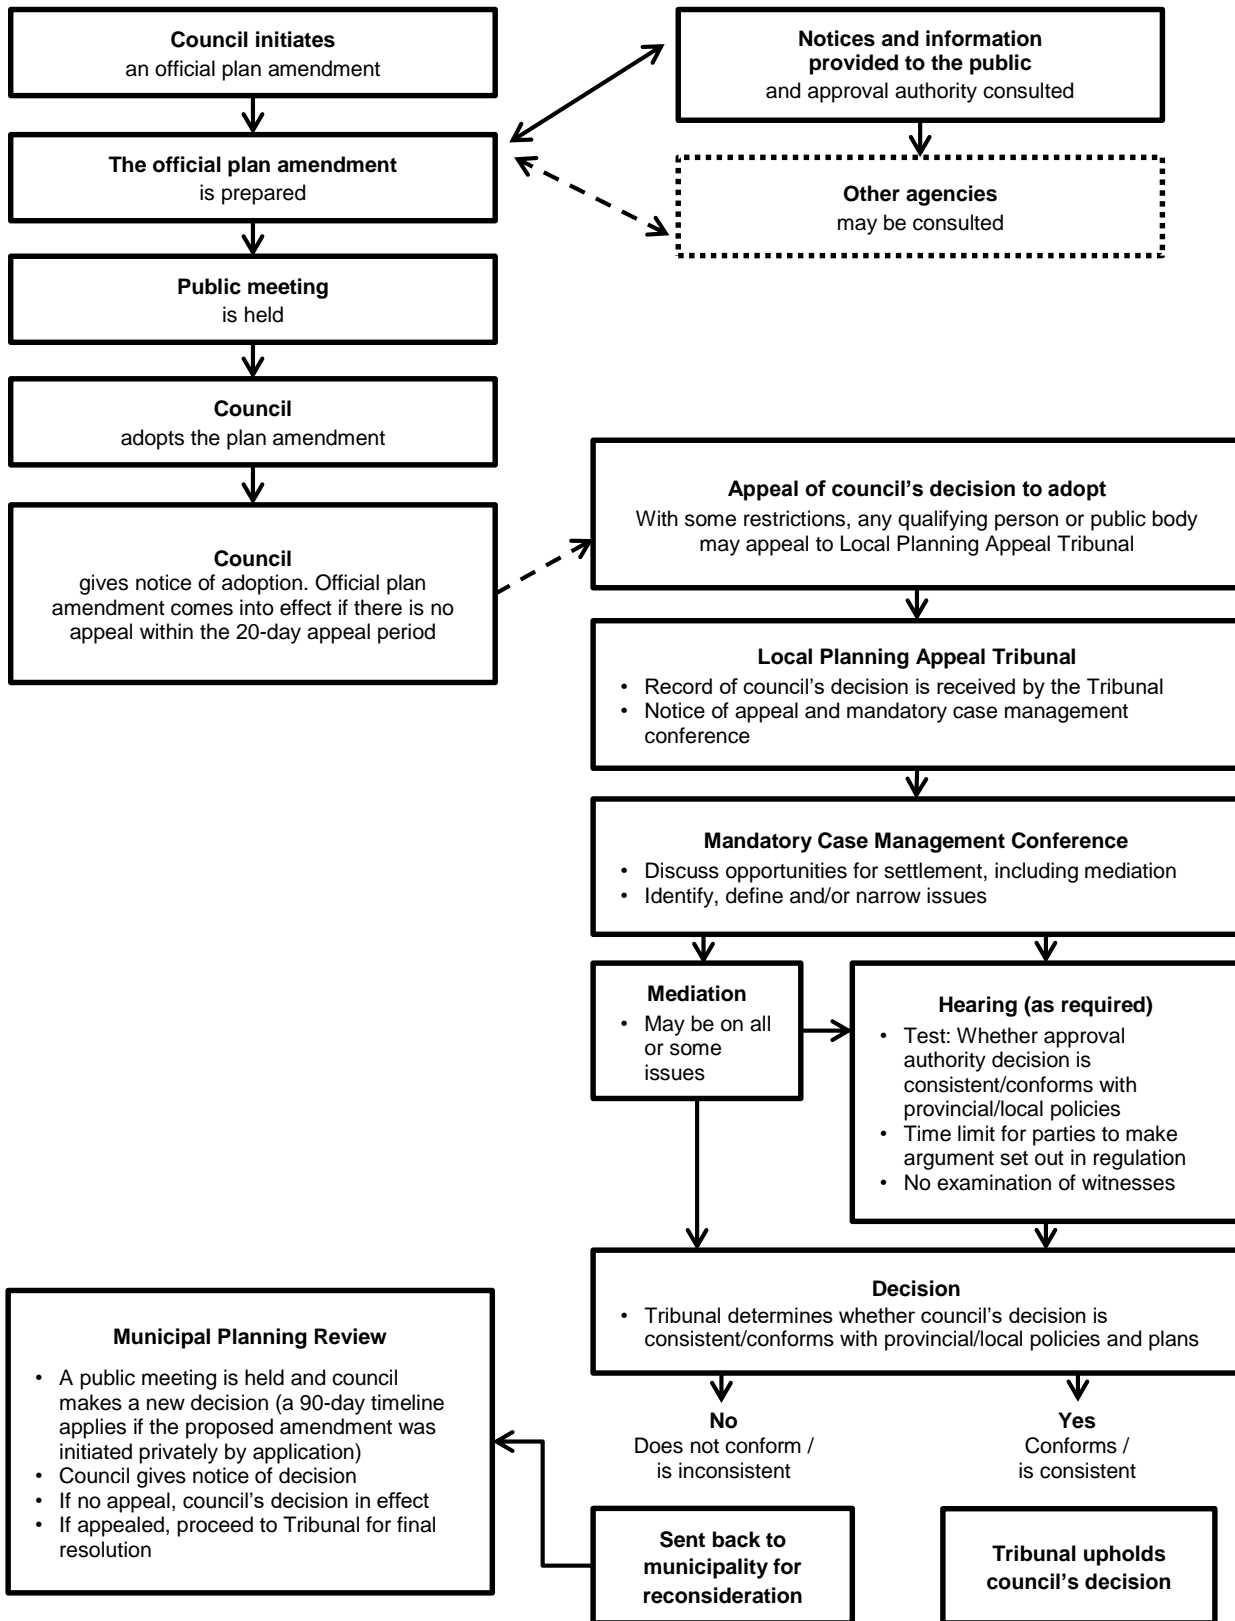 Council initiates
an official plan amendment
Notices and information
provided to the public
and approval authority consulted
The official plan amendment
is prepared
Other agencies
may be consulted
Public meeting
is held
Council
adopts the plan amendment
Council
gives notice of adoption. Official plan
amendment comes into effect if there is no
appeal within the 20-day appeal period
Appeal of council’s decision to adopt
With some restrictions, any qualifying person or public body
may appeal to Local Planning Appeal Tribunal
Local Planning Appeal Tribunal
• Record of council’s decision is received by the Tribunal
• Notice of appeal and mandatory case management
conference
Mandatory Case Management Conference
• Discuss opportunities for settlement, including mediation
• Identify, define and/or narrow issues
Mediation
• May be on all
or some
issues
Hearing (as required)
• Test: Whether approval
authority decision is
consistent/conforms with
provincial/local policies
• Time limit for parties to make
argument set out in regulation
• No examination of witnesses
Decision
• Tribunal determines whether council’s decision is
consistent/conforms with provincial/local policies and plans
No
Does not conform /
is inconsistent
Yes
Conforms /
is consistent
Sent back to
municipality for
reconsideration
Tribunal upholds
council’s decision
Municipal Planning Review
• A public meeting is held and council
makes a new decision (a 90-day timeline
applies if the proposed amendment was
initiated privately by application)
• Council gives notice of decision
• If no appeal, council’s decision in effect
• If appealed, proceed to Tribunal for final
resolution